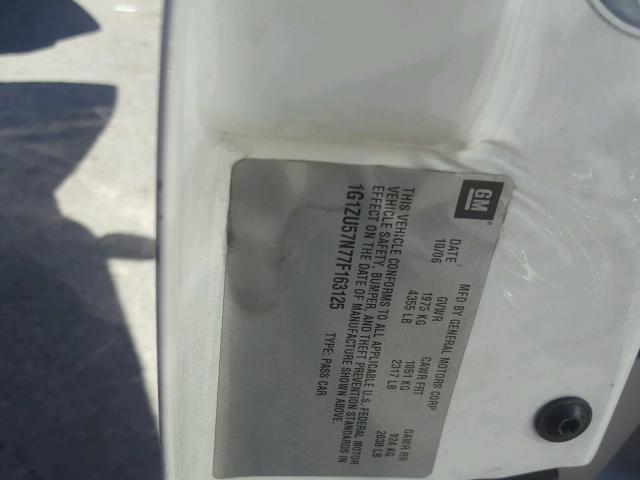 GM
MFD BY GENERAL MOTORS CORP
DATE GVWR GAWR FRT GAWR RR
10/06 1975 KG 1051 KG 924 KG
4355 LB 2317 LB 2038 LB
THIS VEHICLE CONFORMS TO ALL APPLICABLE U.S. FEDERAL MOTOR
VEHICLE SAFETY, BUMPER, AND THEFT PREVENTION STANDARDS IN
EFFECT ON THE DATE OF MANUFACTURE SHOWN ABOVE.
1G1ZU57N77F163125 TYPE: PASS CAR